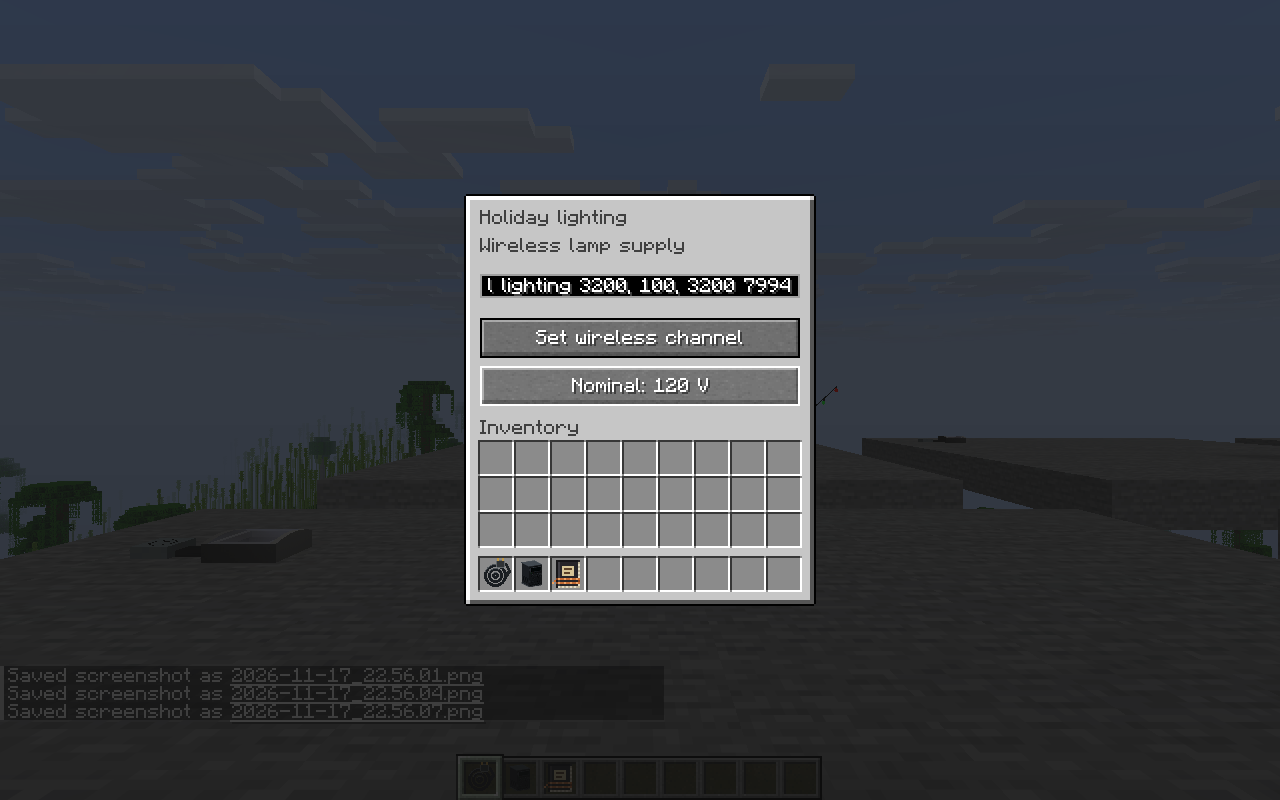 Holiday lighting
Wireless lamp supply
l lighting 3200, 100, 3200 7994
Set wireless channel
Nominal: 120 V
Inventory
Saved screenshot as 2026-11-17_22.56.01.png
Saved screenshot as 2026-11-17_22.56.04.png
Saved screenshot as 2026-11-17_22.56.07.png